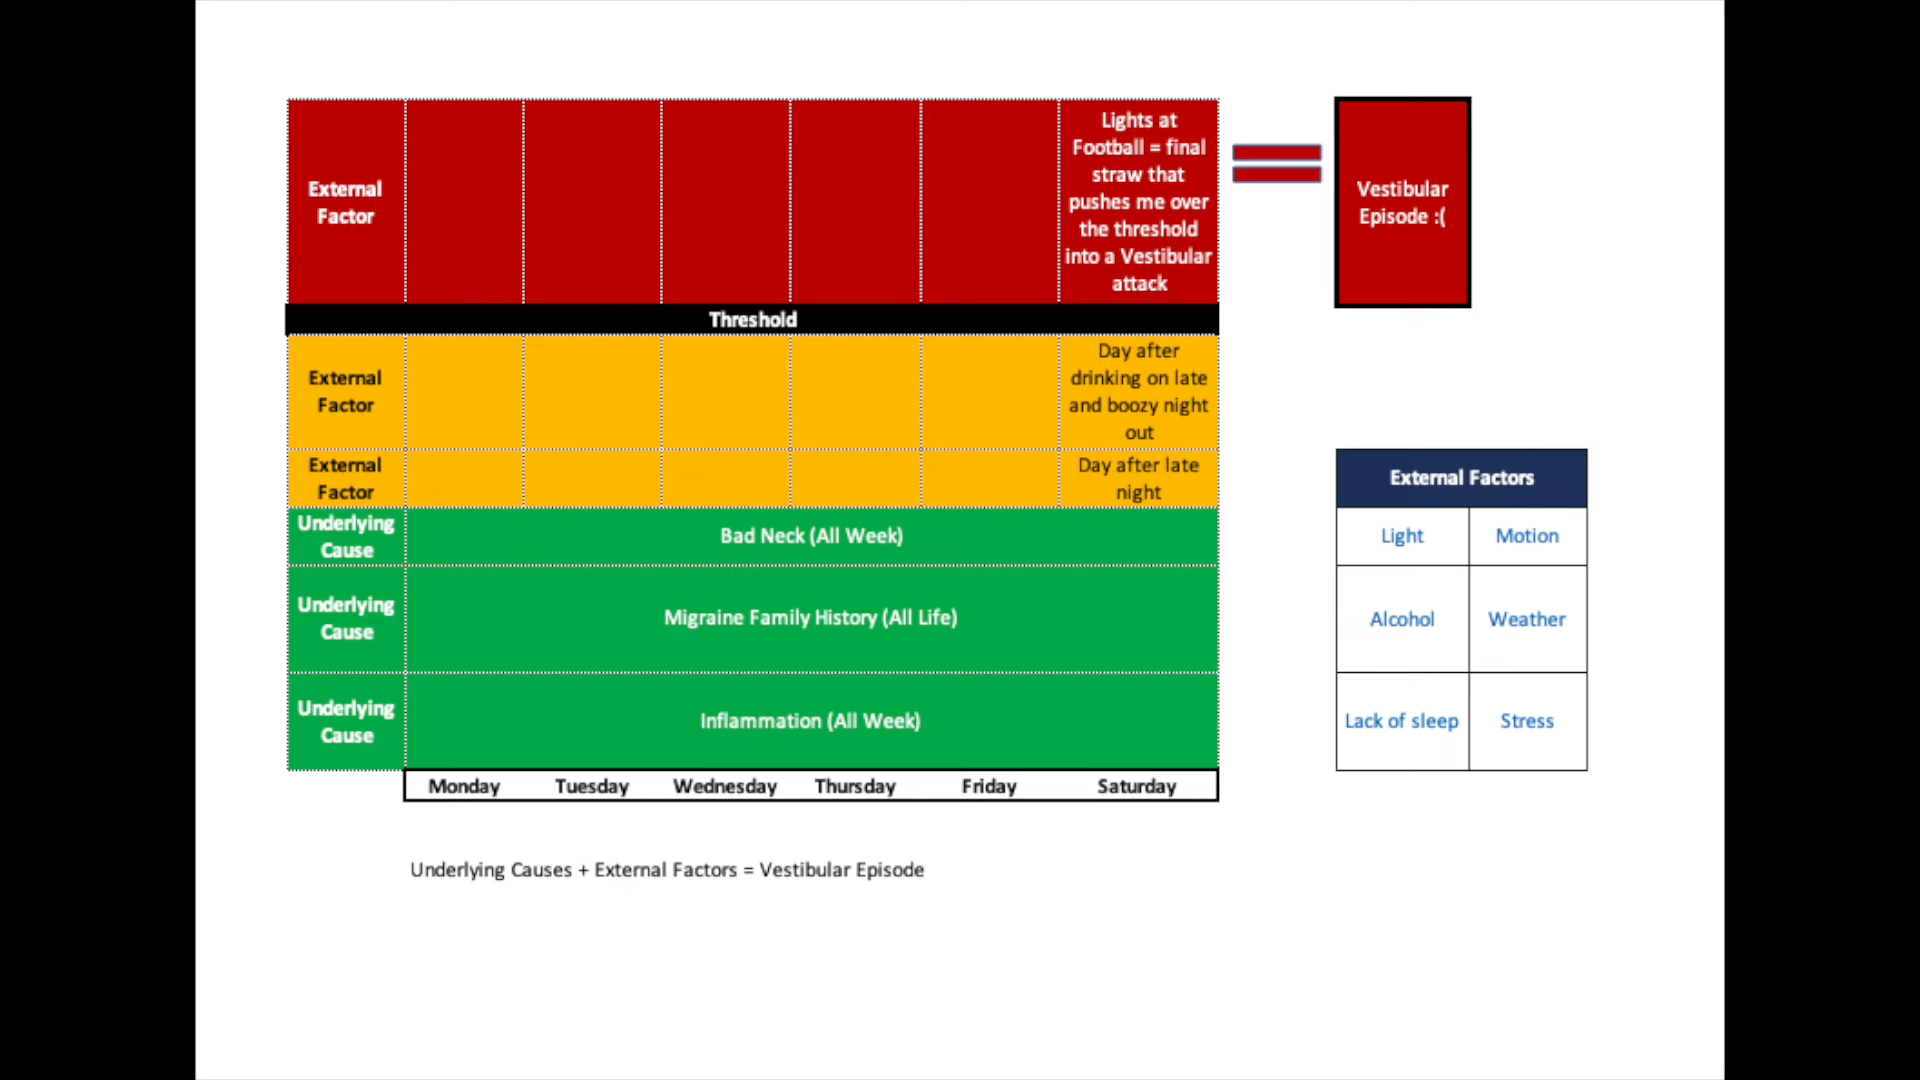 External
Factor
Lights at
Football = final
straw that
pushes me over
the threshold
into a Vestibular
attack
Vestibular
Episode :(
Threshold
External
Factor
Day after
drinking on late
and boozy night
out
External
Factor
Day after late
night
Underlying
Cause
Bad Neck (All Week)
Underlying
Cause
Migraine Family History (All Life)
Underlying
Cause
Inflammation (All Week)
Monday Tuesday Wednesday Thursday Friday Saturday
External Factors
Light Motion
Alcohol Weather
Lack of sleep Stress
Underlying Causes + External Factors = Vestibular Episode